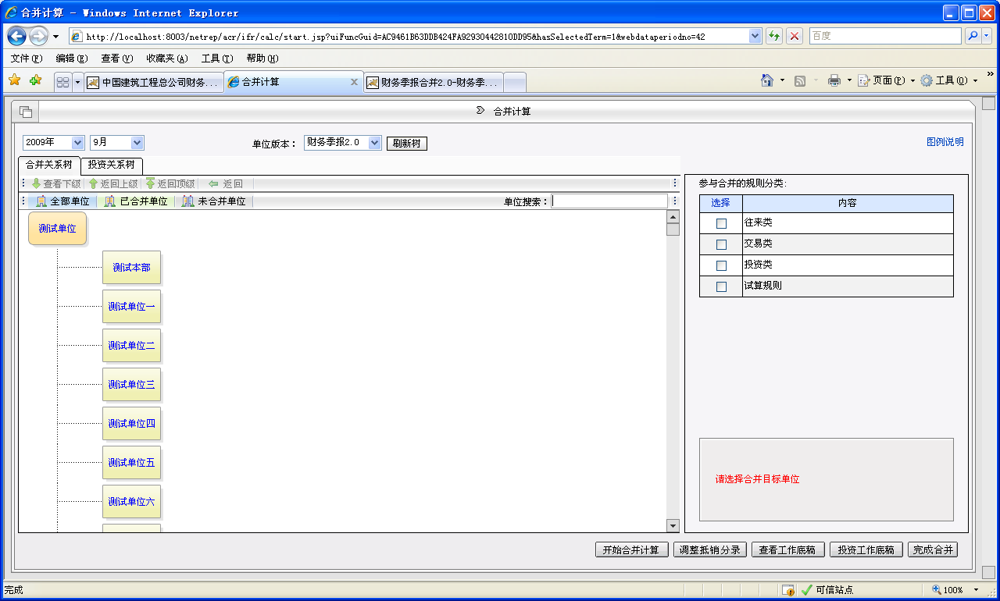 合并计算 - Windows Internet Explorer
http://localhost:8003/netrep/acr/ifr/calc/start.jsp?uiFuncGuid=AC9461B63DDB424FA92930442810DD95&hasSelectedTerm=1&webdataperiodno=42
百度
文件(F) 编辑(E) 查看(V) 收藏夹(A) 工具(T) 帮助(H)
中国建筑工程总公司财务... 合并计算 财务季报合并2.0-财务季... 页面(P) 工具(O) »
合并计算
2009年 9月 单位版本： 财务季报2.0 刷新树 图例说明
合并关系树 投资关系树
查看下级 返回上级 返回顶级 返回
全部单位 已合并单位 未合并单位 单位搜索：
测试单位
测试本部
测试单位一
测试单位二
测试单位三
测试单位四
测试单位五
测试单位六
参与合并的规则分类:
选择 内容
往来类
交易类
投资类
试算规则
请选择合并目标单位
开始合并计算 调整抵销分录 查看工作底稿 投资工作底稿 完成合并
完成 可信站点 100%